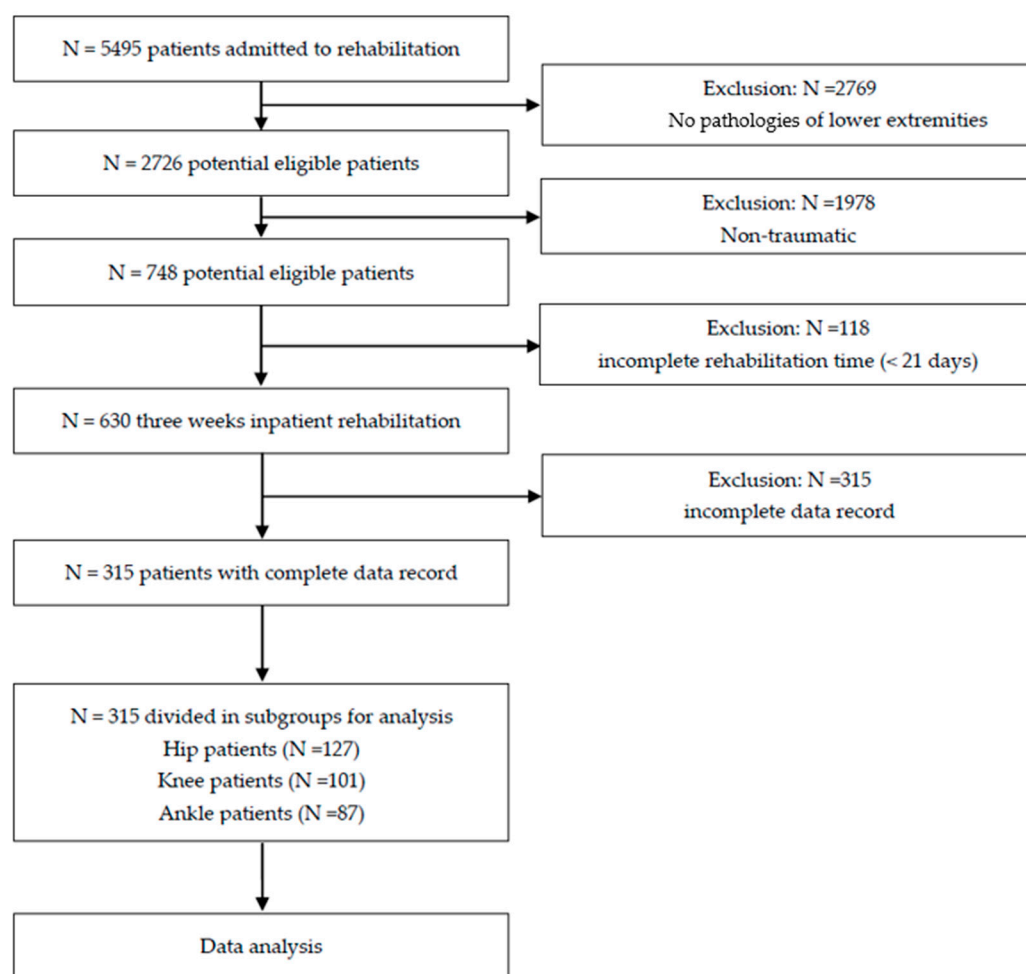 N = 5495 patients admitted to rehabilitation
Exclusion: N =2769
No pathologies of lower extremities
N = 2726 potential eligible patients
Exclusion: N =1978
Non-traumatic
N = 748 potential eligible patients
Exclusion: N =118
incomplete rehabilitation time (< 21 days)
N = 630 three weeks inpatient rehabilitation
Exclusion: N =315
incomplete data record
N = 315 patients with complete data record
N = 315 divided in subgroups for analysis
Hip patients (N =127)
Knee patients (N =101)
Ankle patients (N =87)
Data analysis